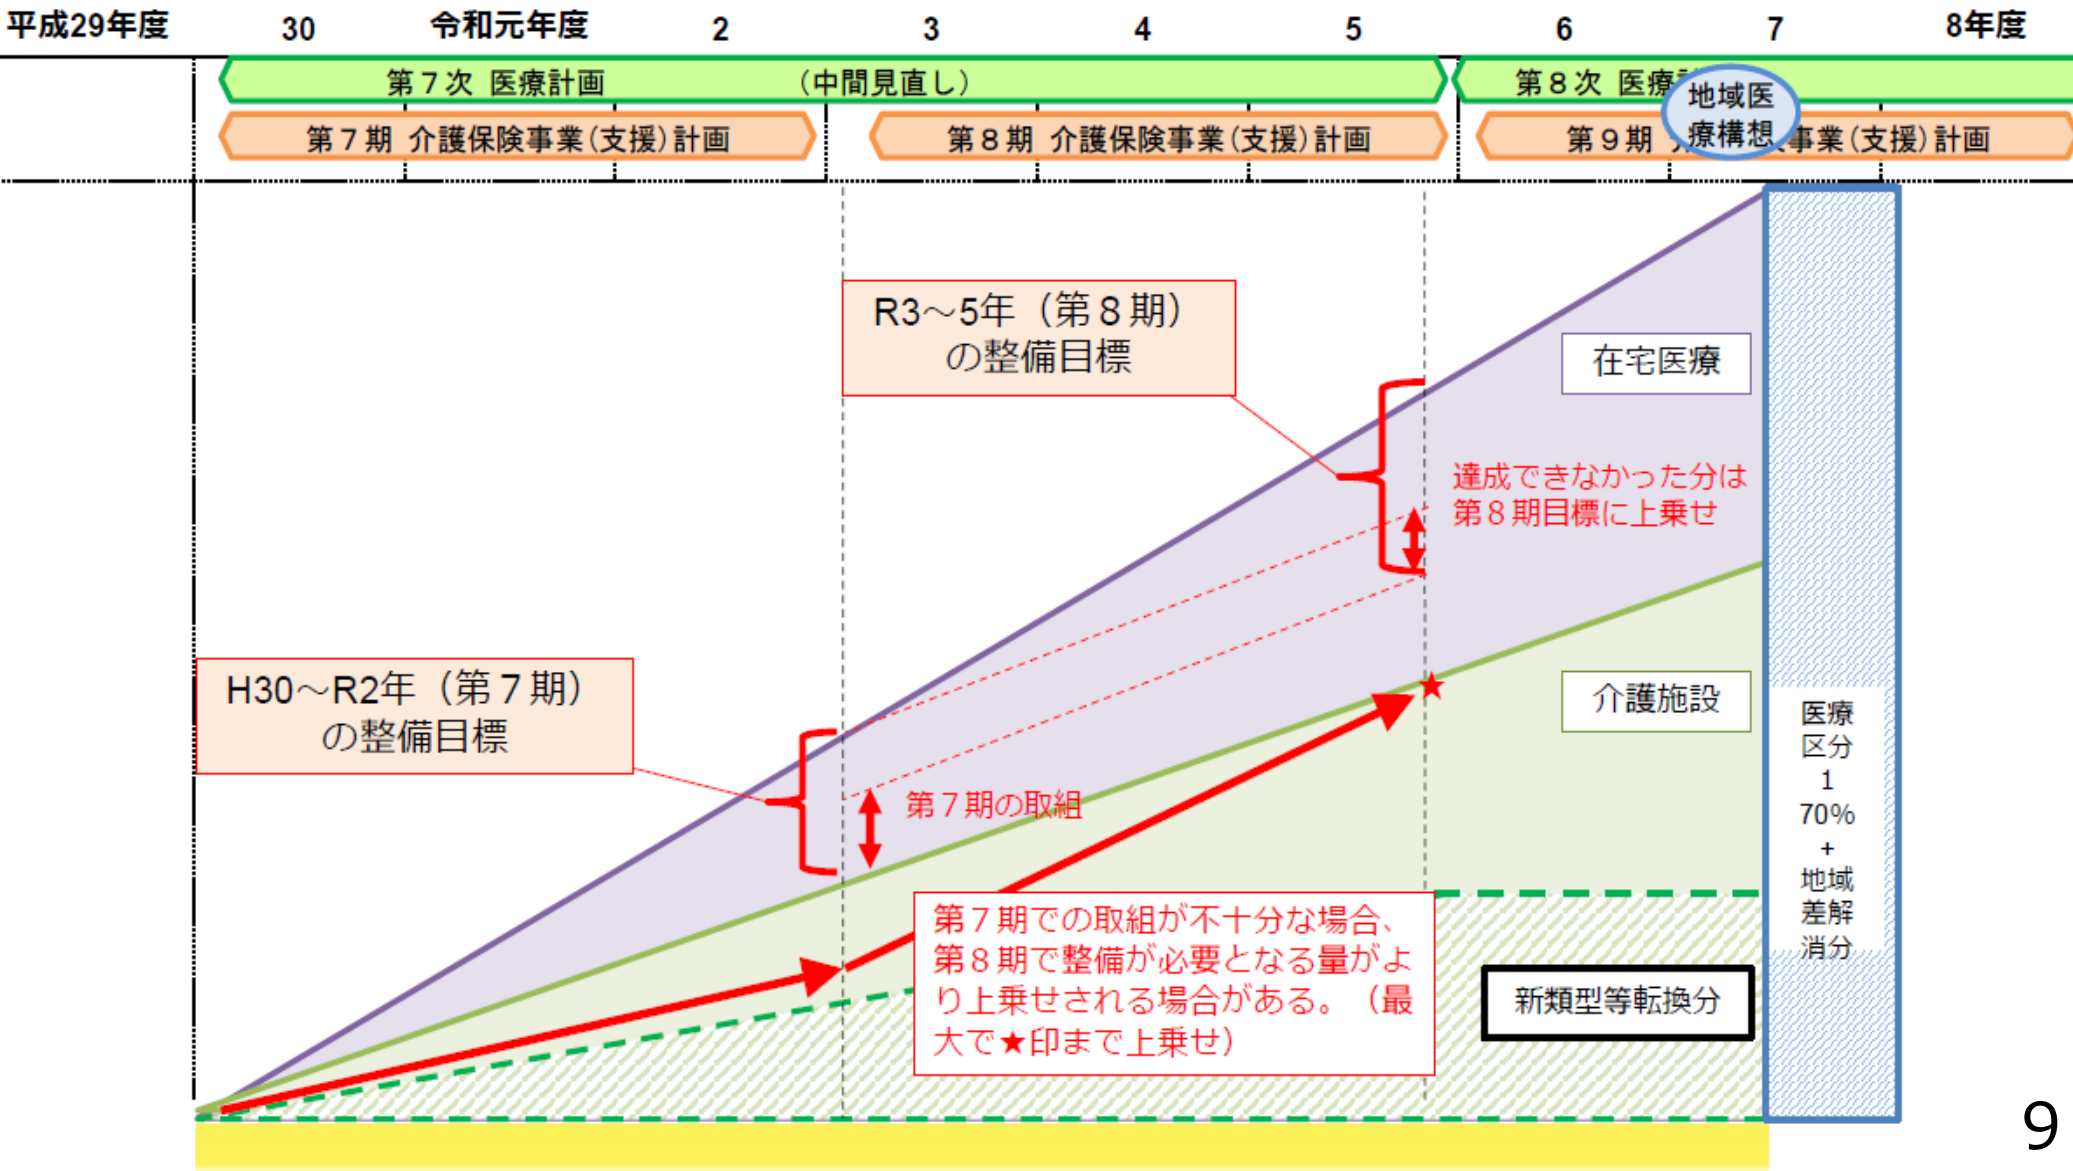 平成29年度 30 令和元年度 2 3 4 5 6 7 8年度
第7次 医療計画 （中間見直し）
第8次 医療
地域医
療構想
第7期 介護保険事業(支援)計画
第8期 介護保険事業(支援)計画
第9期 事業(支援)計画
R3～5年（第8期）
の整備目標
在宅医療
達成できなかった分は
第8期目標に上乗せ
H30～R2年（第7期）
の整備目標
介護施設
第7期の取組
医療
区分
1
70%
+
地域
差解
消分
★
第7期での取組が不十分な場合、
第8期で整備が必要となる量がよ
り上乗せされる場合がある。（最
大で★印まで上乗せ）
新類型等転換分
9